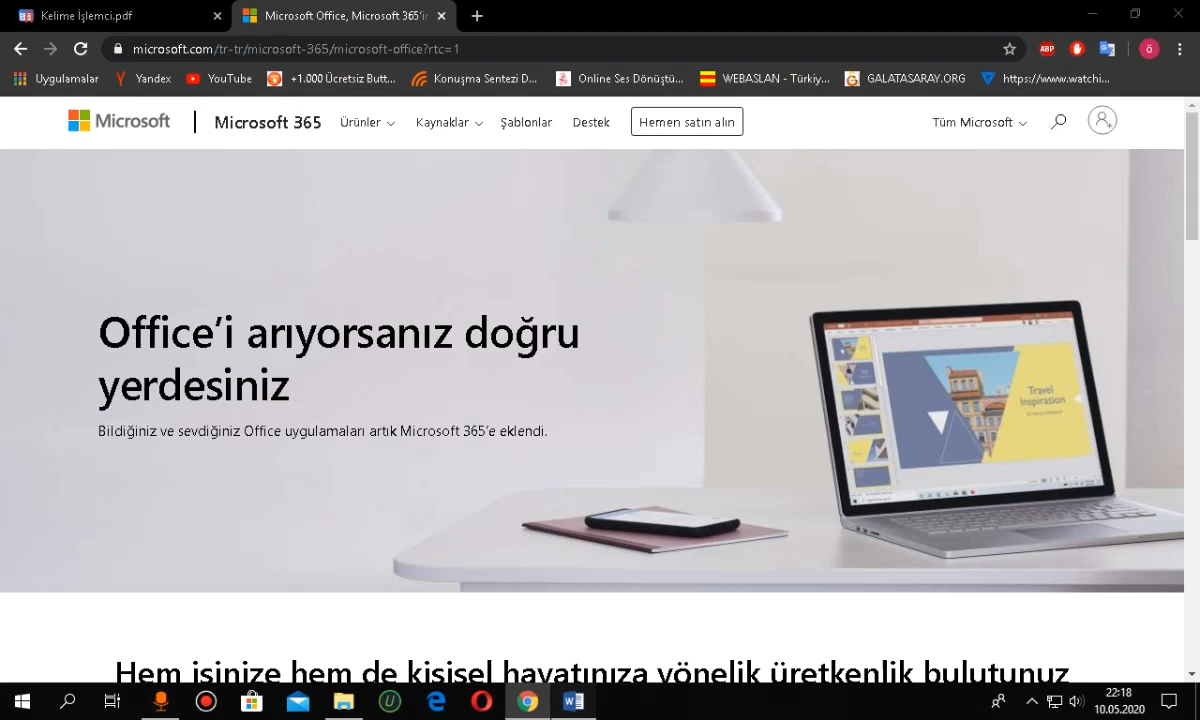 Kelime İşlemci.pdf
Microsoft Office, Microsoft 365'in
microsoft.com/tr-tr/microsoft-365/microsoft-office?rtc=1
ABP
ö
Uygulamalar
Yandex
YouTube
+1.000 Ücretsiz Butt...
Konuşma Sentezi D...
Online Ses Dönüştü...
WEBASLAN - Türkiy...
GALATASARAY.ORG
https://www.watchi...
Microsoft
Microsoft 365
Ürünler
Kaynaklar
Şablonlar
Destek
Hemen satın alın
Tüm Microsoft
Office'i arıyorsanız doğru
yerdesiniz
Bildiğiniz ve sevdiğiniz Office uygulamaları artık Microsoft 365'e eklendi.
Travel
Inspiration
Hem işinize hem de kişisel hayatınıza yönelik üretkenlik bulutunuz
22:18
10.05.2020